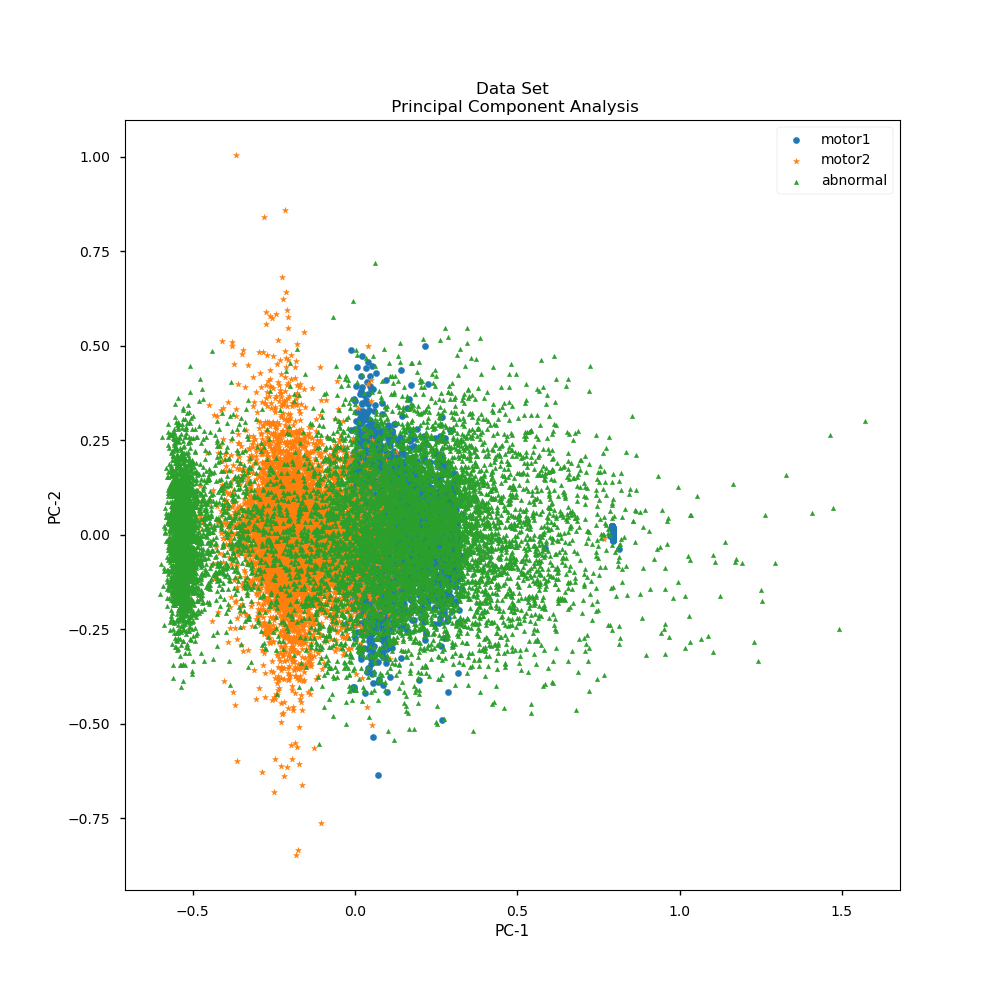 Data Set
Principal Component Analysis
motor1
motor2
abnormal
1.00
0.75
0.50
0.25
0.00
−0.25
−0.50
−0.75
PC-2
−0.5
0.0
0.5
1.0
1.5
PC-1